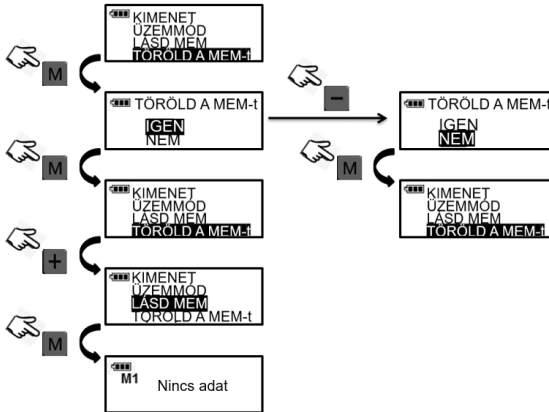 KIMENET
ÜZEMMÓD
LÁSD MEM
TÖRÖLD A MEM-t
M
TÖRÖLD A MEM-t
IGEN
NEM
−
TÖRÖLD A MEM-t
IGEN
NEM
M
KIMENET
ÜZEMMÓD
LÁSD MEM
TÖRÖLD A MEM-t
M
KIMENET
ÜZEMMÓD
LÁSD MEM
TÖRÖLD A MEM-t
+
KIMENET
ÜZEMMÓD
LÁSD MEM
TÖRÖLD A MEM-t
M
M1
Nincs adat